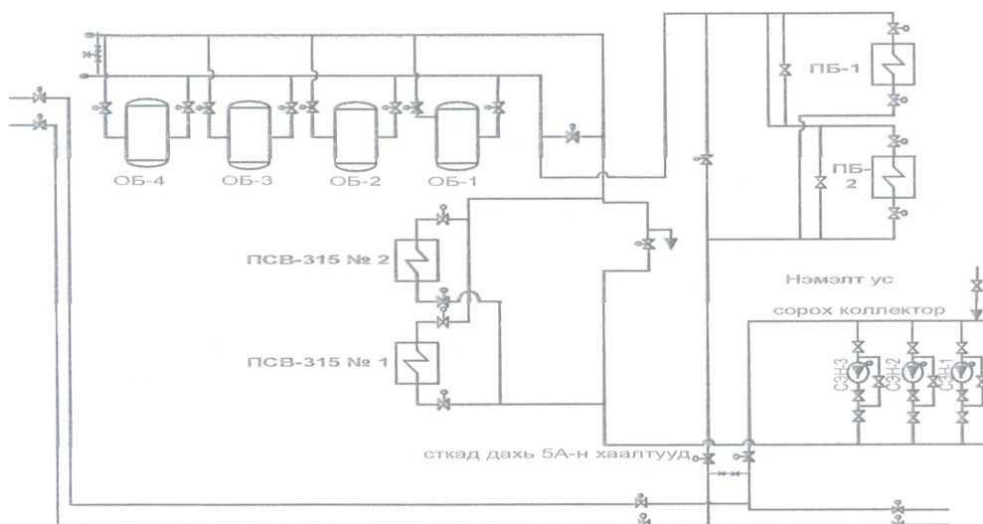 ПБ-1
ОБ-4
ОБ-3
ОБ-2
ОБ-1
ПБ-
2
ПСВ-315 № 2
Нэмэлт ус
сорох коллектор
ПСВ-315 № 1
СЭН-3
СЭН-2
СЭН-1
сткад дахь 5А-н хаалтууд